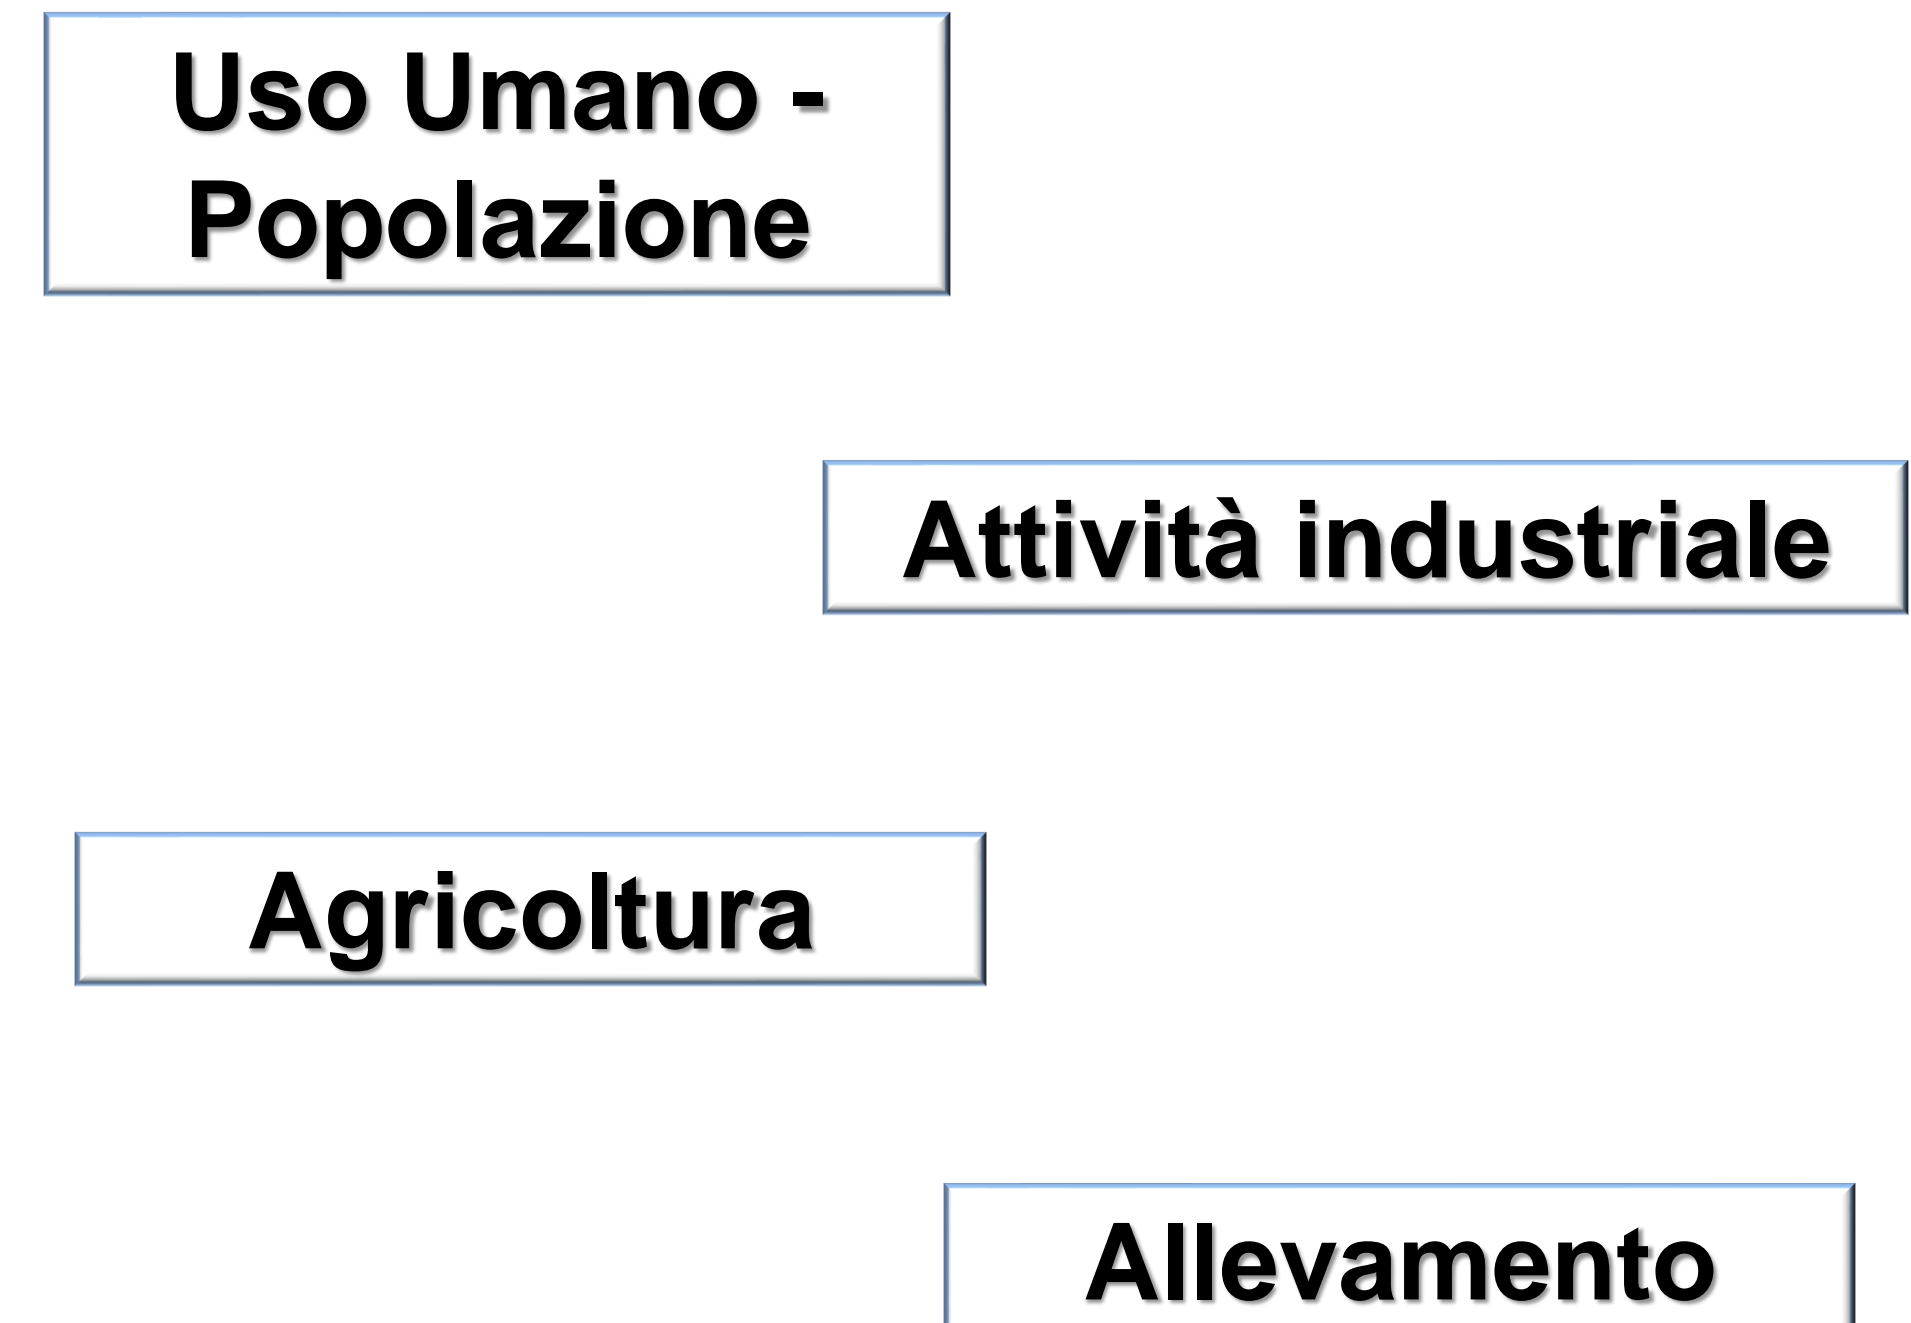 Uso Umano -
Popolazione
Attività industriale
Agricoltura
Allevamento